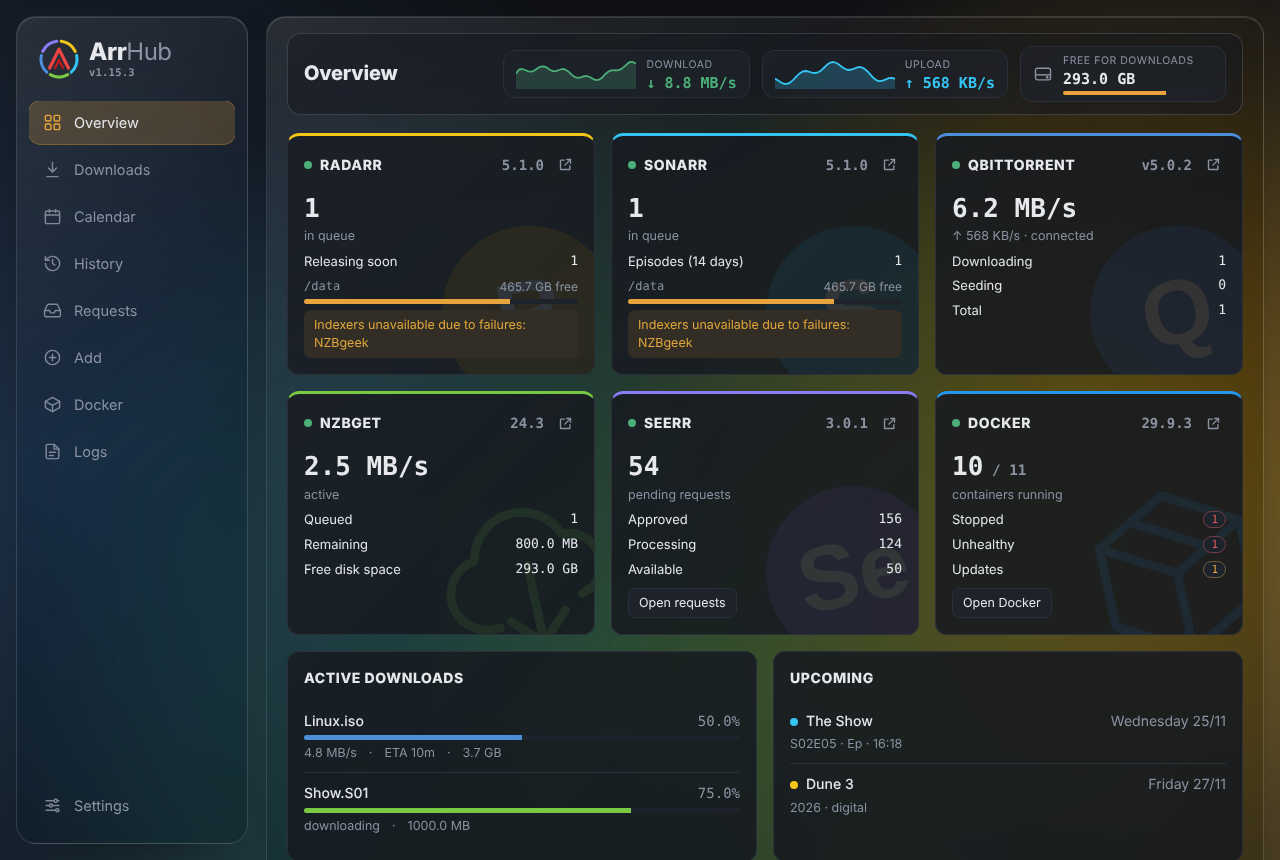 ArrHub
v1.15.3
Overview
Downloads
Calendar
History
Requests
Add
Docker
Logs
Settings
Overview
DOWNLOAD
↓ 8.8 MB/s
UPLOAD
↑ 568 KB/s
FREE FOR DOWNLOADS
293.0 GB
RADARR 5.1.0
1
in queue
Releasing soon 1
/data 465.7 GB free
Indexers unavailable due to failures:
NZBgeek
SONARR 5.1.0
1
in queue
Episodes (14 days) 1
/data 465.7 GB free
Indexers unavailable due to failures:
NZBgeek
QBITTORRENT v5.0.2
6.2 MB/s
↑ 568 KB/s · connected
Downloading 1
Seeding 0
Total 1
Q
NZBGET 24.3
2.5 MB/s
active
Queued 1
Remaining 800.0 MB
Free disk space 293.0 GB
SEERR 3.0.1
54
pending requests
Approved 156
Processing 124
Available 50
Se
Open requests
DOCKER 29.9.3
10 / 11
containers running
Stopped 1
Unhealthy 1
Updates 1
Open Docker
ACTIVE DOWNLOADS
Linux.iso 50.0%
4.8 MB/s · ETA 10m · 3.7 GB
Show.S01 75.0%
downloading · 1000.0 MB
UPCOMING
The Show Wednesday 25/11
S02E05 · Ep · 16:18
Dune 3 Friday 27/11
2026 · digital